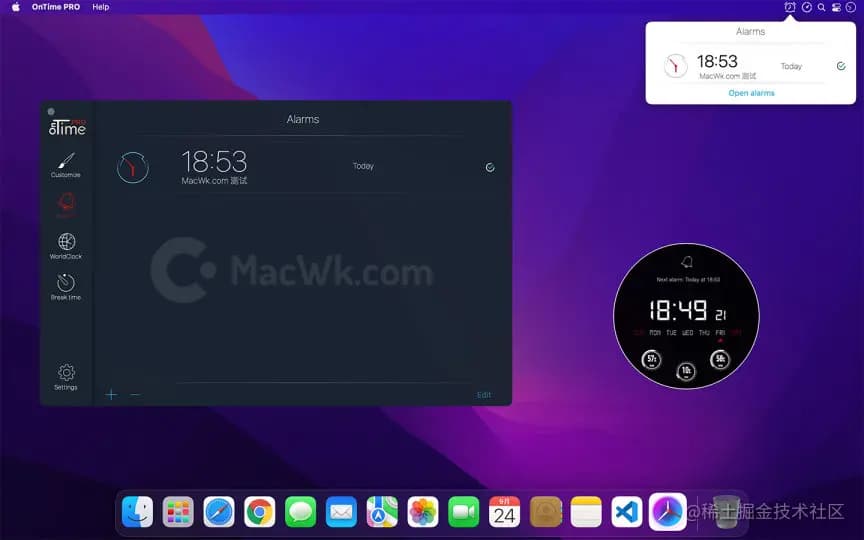 OnTime PRO Help
Alarms
18:53
Today
MacWk.com 测试
Open alarms
PRO
onTime
Customize
WorldClock
Break time
Settings
Alarms
18:53
Today
MacWk.com 测试
MacWk.com
Edit
Next alarm: Today at 18:53
18:49 21
SUN MON TUE WED THU FRI SAT
57%
10%
58%
9月
24
@稀土掘金技术社区